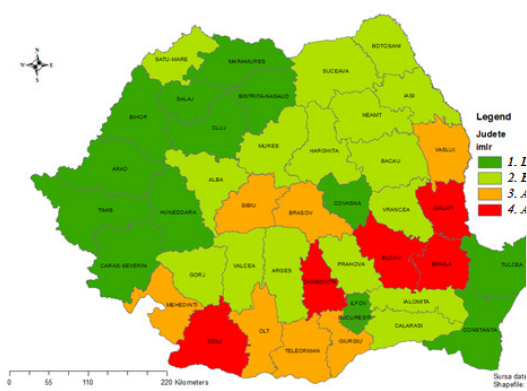 N
W E
S
BOTOSANI
SATU-MARE
MARAMURES
SUCEAVA
SALAJ
BISTRITA-NASAUD
IASI
BIHOR
CLUJ
NEAMT
Legend
Judete
imlr
MURES
HARGHITA
BACAU
VASLUI
1.
2.
3. A
4. A
ARAD
ALBA
SIBIU
BRASOV
COVASNA
VRANCEA
GALATI
TIMIS
HUNEDOARA
CARAS-SEVERIN
GORJ
VALCEA
ARGES
DAMBOVITA
PRAHOVA
BUZAU
BRAILA
TULCEA
MEHEDINTI
ILFOV
BUCURESTI
IALOMITA
CALARASI
CONSTANTA
DOLJ
OLT
TELEORMAN
GIURGIU
0 55 110 220 Kilometers
Sursa date
Shapefile: